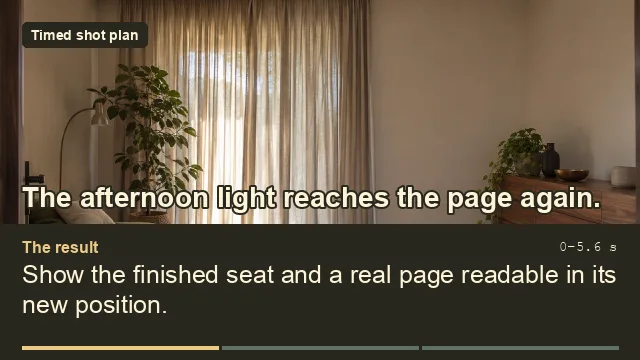 Timed shot plan
The afternoon light reaches the page again.
The result
0–5.6 s
Show the finished seat and a real page readable in its
new position.